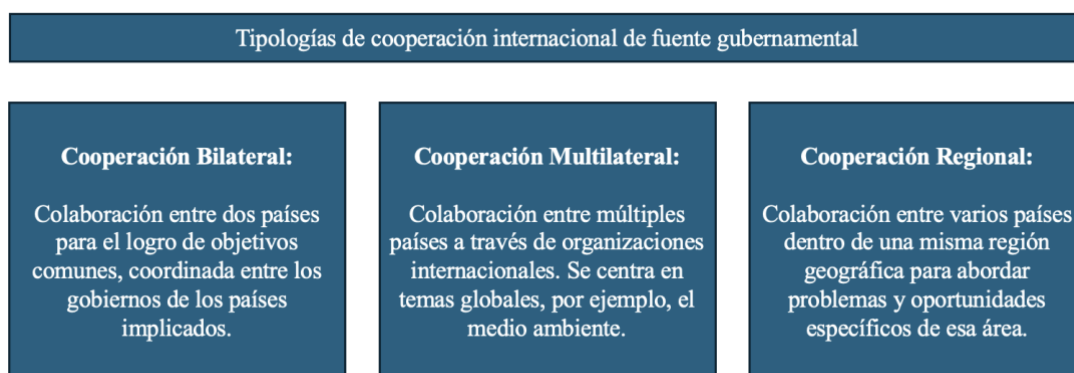 Tipologías de cooperación internacional de fuente gubernamental
Cooperación Bilateral:
Colaboración entre dos países
para el logro de objetivos
comunes, coordinada entre los
gobiernos de los países
implicados.
Cooperación Multilateral:
Colaboración entre múltiples
países a través de organizaciones
internacionales. Se centra en
temas globales, por ejemplo, el
medio ambiente.
Cooperación Regional:
Colaboración entre varios países
dentro de una misma región
geográfica para abordar
problemas y oportunidades
específicos de esa área.